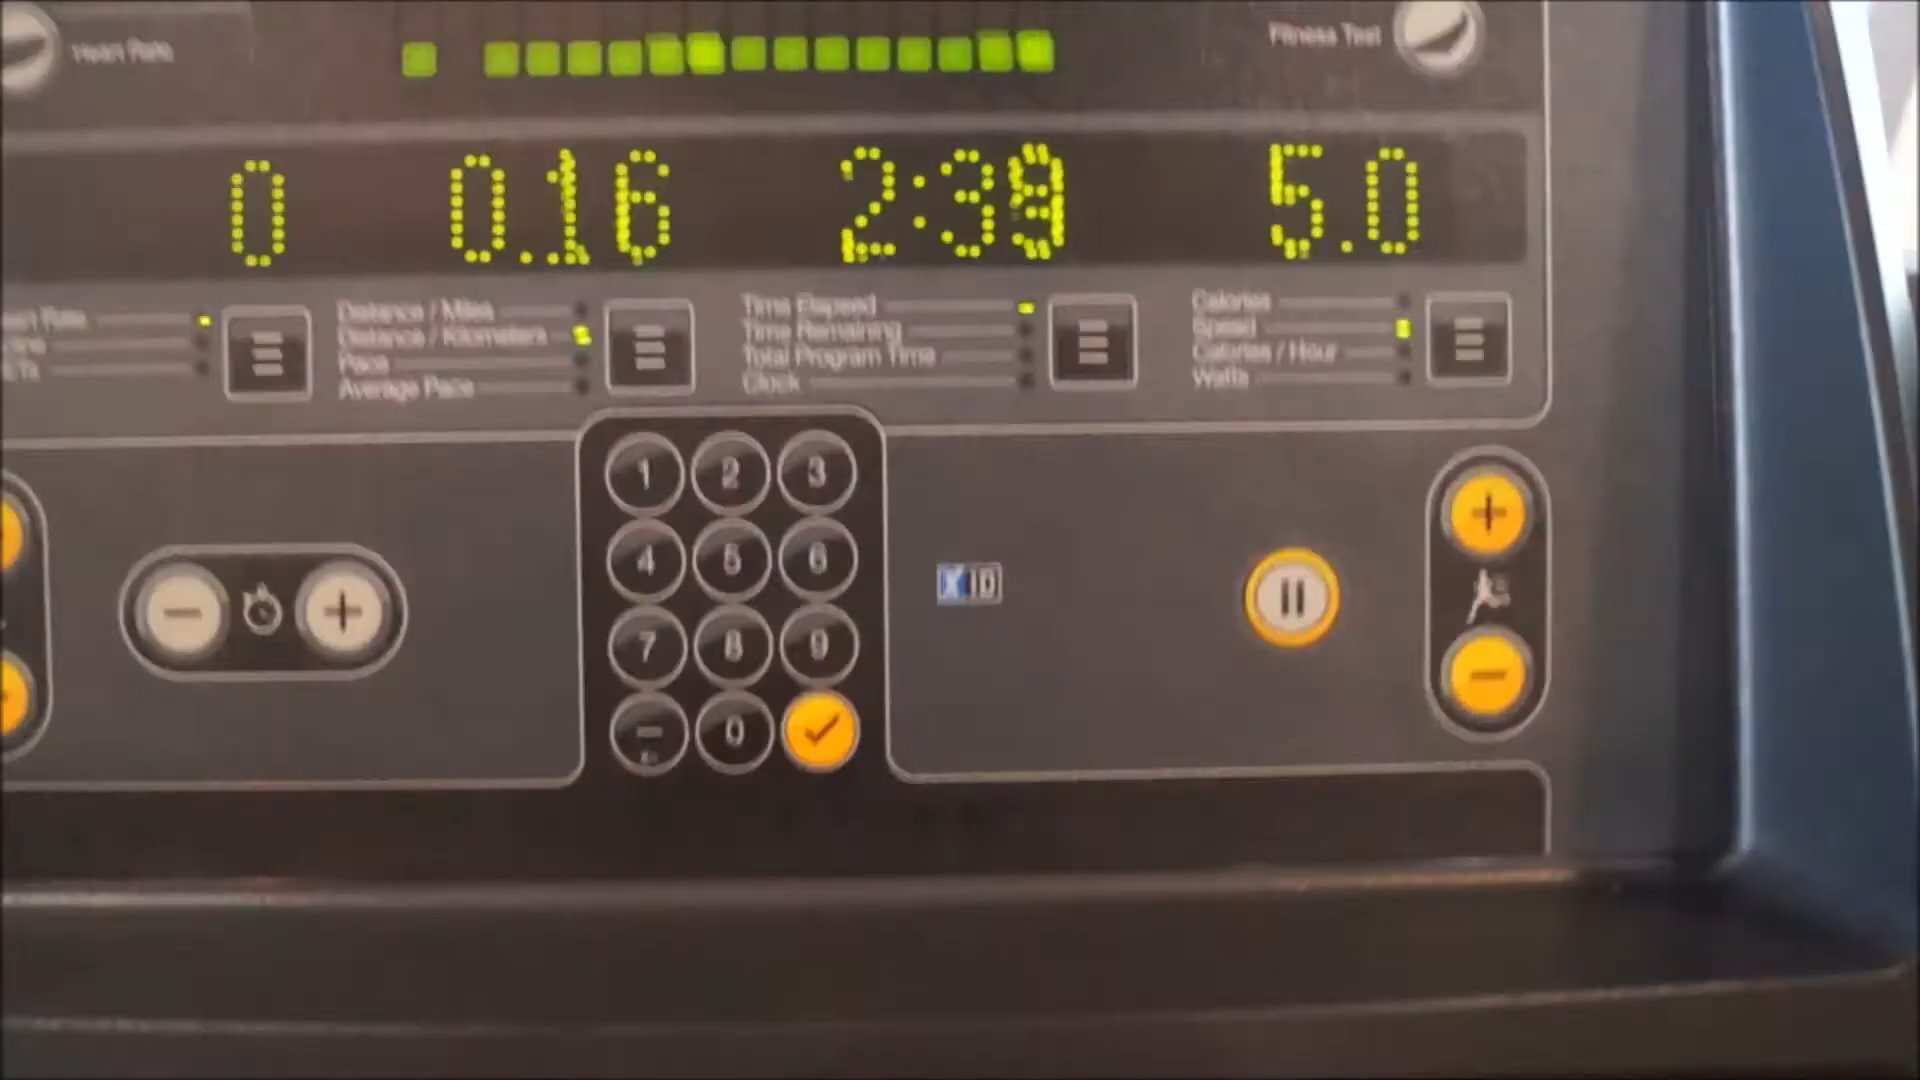 Heart Rate
Fitness Test
0 0.16 2:39 5.0
Distance / Miles
Distance / Kilometers
Pace
Average Pace
Time Elapsed
Time Remaining
Total Program Time
Clock
Calories
Speed
Calories / Hour
Watts
1 2 3
4 5 6
7 8 9
0
ID